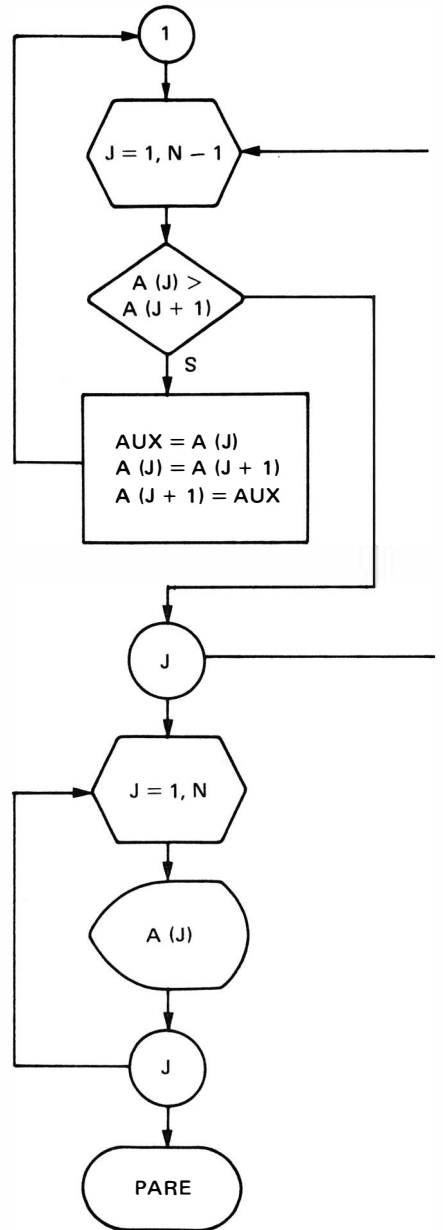 1
J = 1, N – 1
A (J) >
A (J + 1)
S
AUX = A (J)
A (J) = A (J + 1)
A (J + 1) = AUX
J
J = 1, N
A (J)
J
PARE